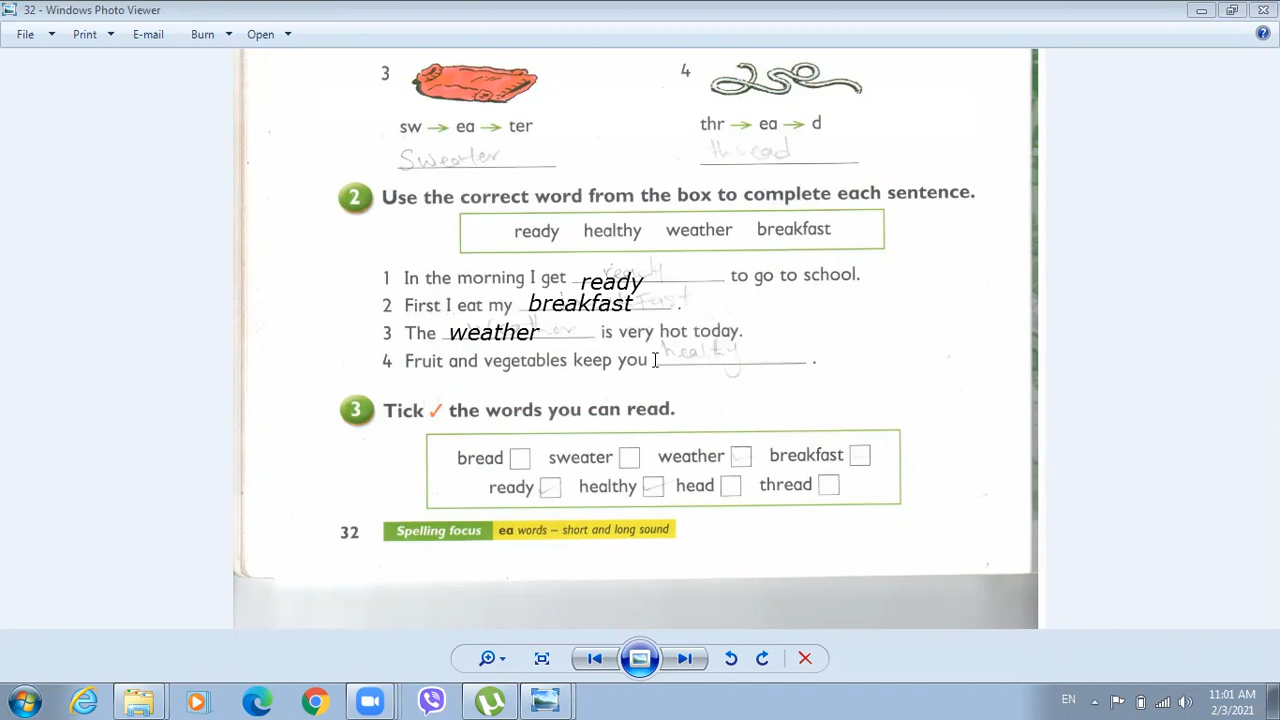 32 - Windows Photo Viewer
File Print E-mail Burn Open
3 4
sw → ea → ter thr → ea → d
Sweater thread
2 Use the correct word from the box to complete each sentence.
ready healthy weather breakfast
ready
1 In the morning I get ready to go to school.
2 First I eat my breakfast .
3 The weather is very hot today.
healthy
4 Fruit and vegetables keep you .
3 Tick ✓ the words you can read.
bread sweater weather breakfast
ready healthy head thread
32 Spelling focus ea words – short and long sound
EN 11:01 AM
2/3/2021